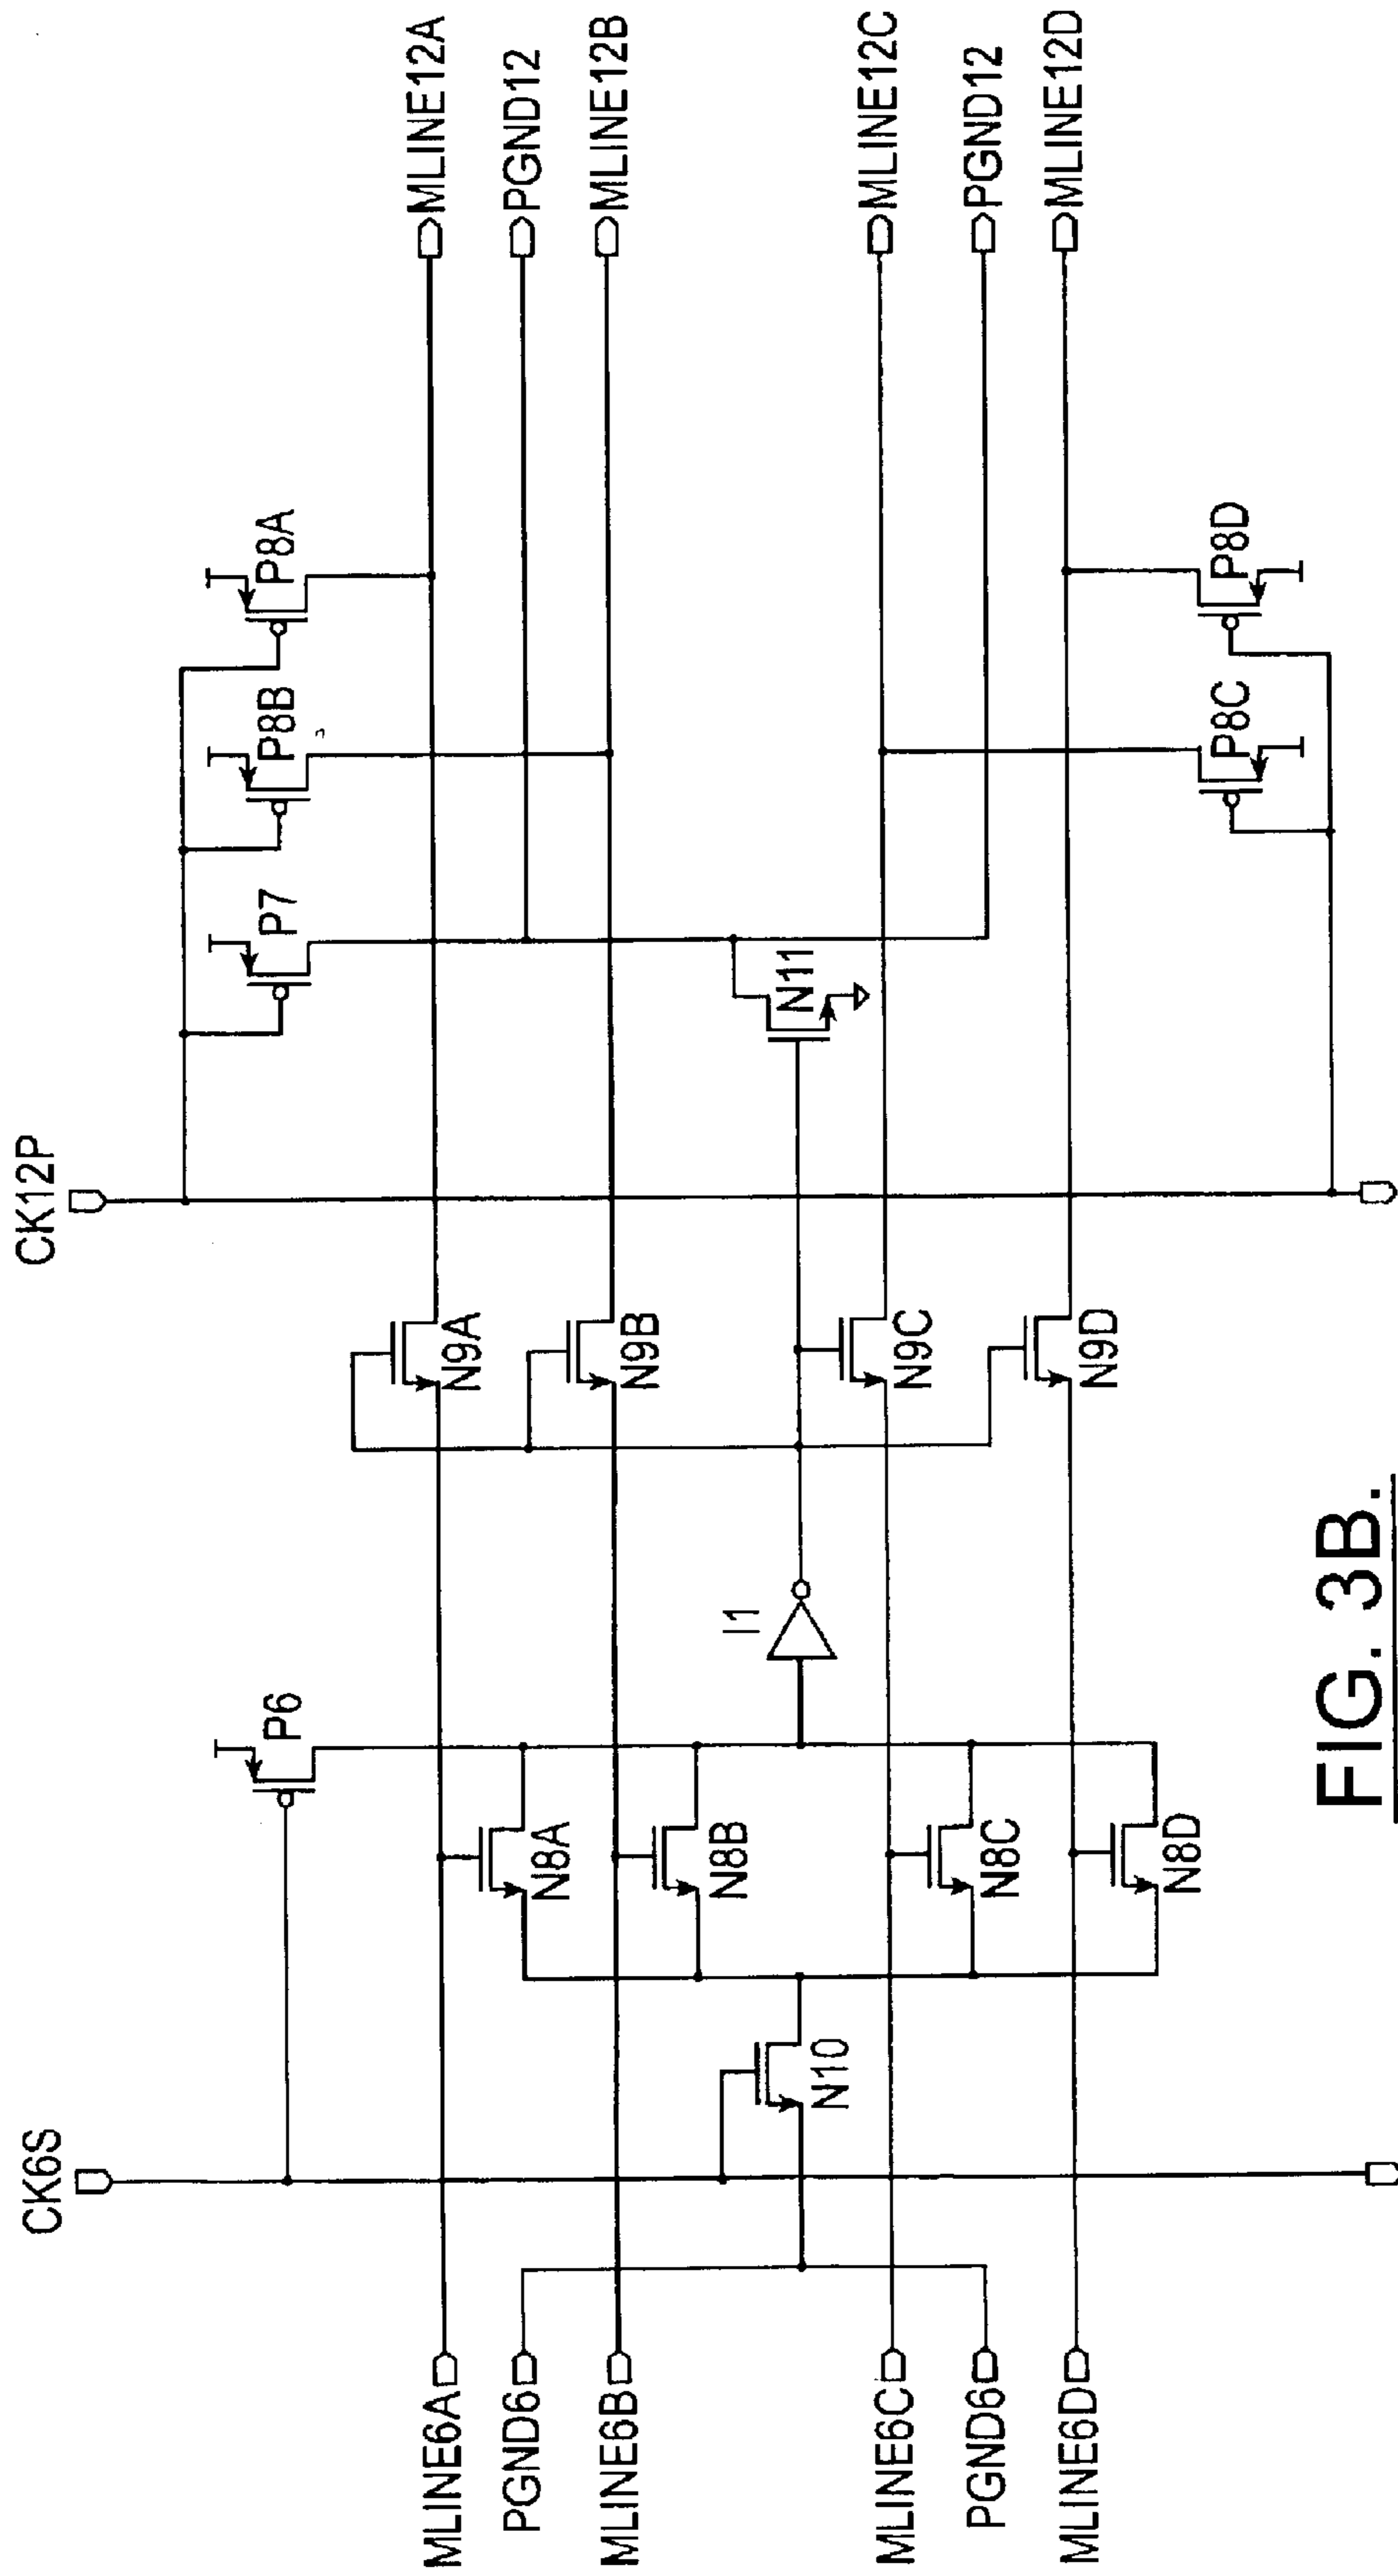 CK6S
CK12P
P6
P7
P8B
P8A
MLINE6A
MLINE12A
N9A
PGND6
PGND12
N8A
MLINE6B
MLINE12B
N9B
N8B
I1
N10
N11
MLINE6C
MLINE12C
N9C
PGND6
PGND12
N8C
MLINE6D
MLINE12D
N9D
N8D
P8C
P8D
FIG. 3B.